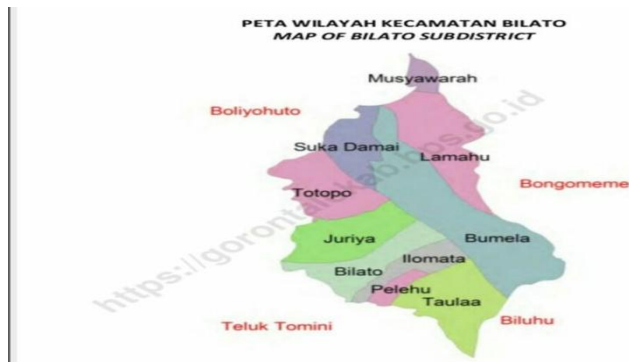 PETA WILAYAH KECAMATAN BILATO
MAP OF BILATO SUBDISTRICT
Musyawarah
Boliyohuto
Suka Damai
Lamahu
Bongomeme
Totopo
Juriya
Bumela
Ilomata
Bilato
Pelehu
Taulaa
Teluk Tomini
Biluhu
https://gorontalokab.bps.go.id